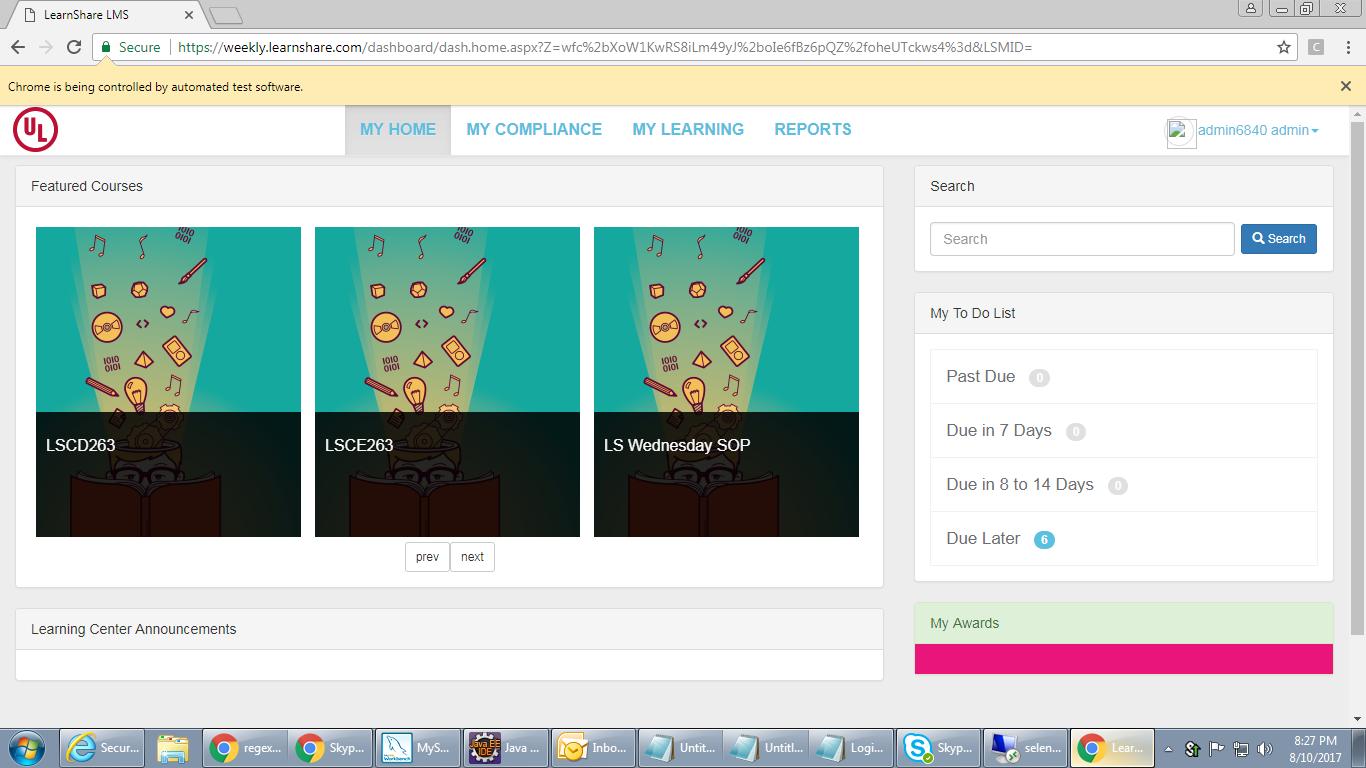 LearnShare LMS
Secure https://weekly.learnshare.com/dashboard/dash.home.aspx?Z=wfc%2bXoW1KwRS8iLm49yJ%2boIe6fBz6pQZ%2foheUTckws4%3d&LSMID=
C
Chrome is being controlled by automated test software.
UL
MY HOME MY COMPLIANCE MY LEARNING REPORTS admin6840 admin
Featured Courses
LSCD263
LSCE263
LS Wednesday SOP
prev next
Learning Center Announcements
Search
Search Search
My To Do List
Past Due 0
Due in 7 Days 0
Due in 8 to 14 Days 0
Due Later 6
My Awards
Secur... regex... Skyp... MyS... Java ... Inbo... Untit... Untitl... Logi... Skyp... selen... Lear...
8:27 PM
8/10/2017